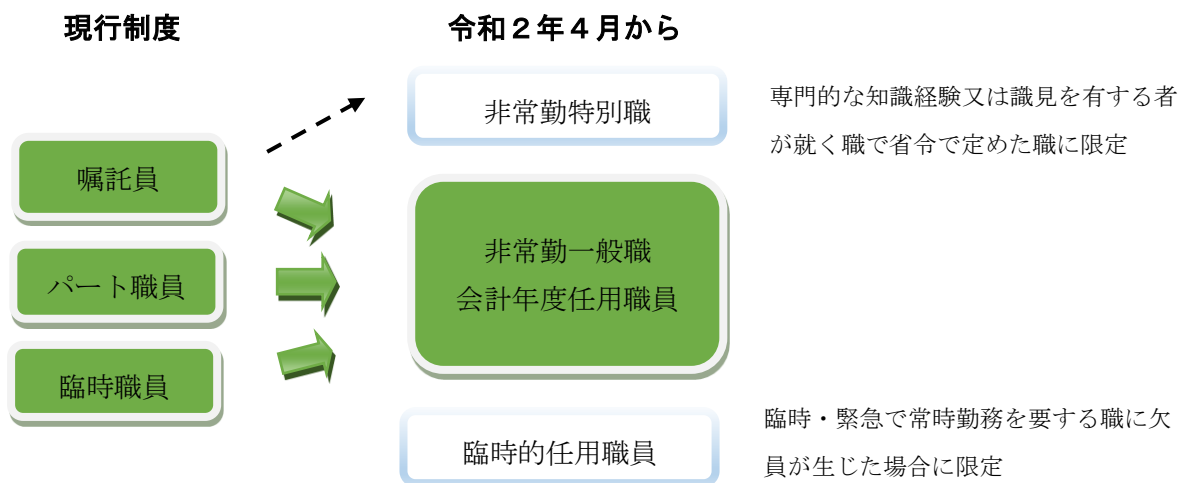 現行制度
令和２年４月から
非常勤特別職
専門的な知識経験又は識見を有する者
が就く職で省令で定めた職に限定
嘱託員
パート職員
臨時職員
非常勤一般職
会計年度任用職員
臨時的任用職員
臨時・緊急で常時勤務を要する職に欠
員が生じた場合に限定